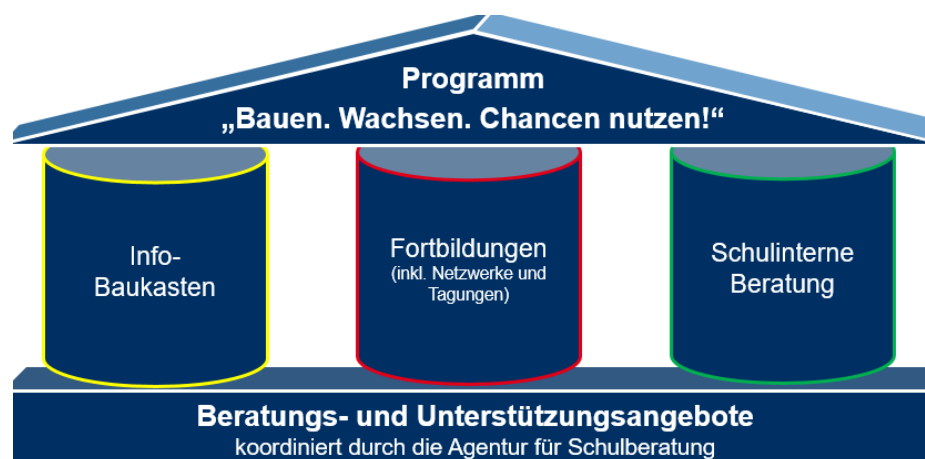 Programm
„Bauen. Wachsen. Chancen nutzen!“
Info-
Baukasten
Fortbildungen
(inkl. Netzwerke und
Tagungen)
Schulinterne
Beratung
Beratungs- und Unterstützungsangebote
koordiniert durch die Agentur für Schulberatung